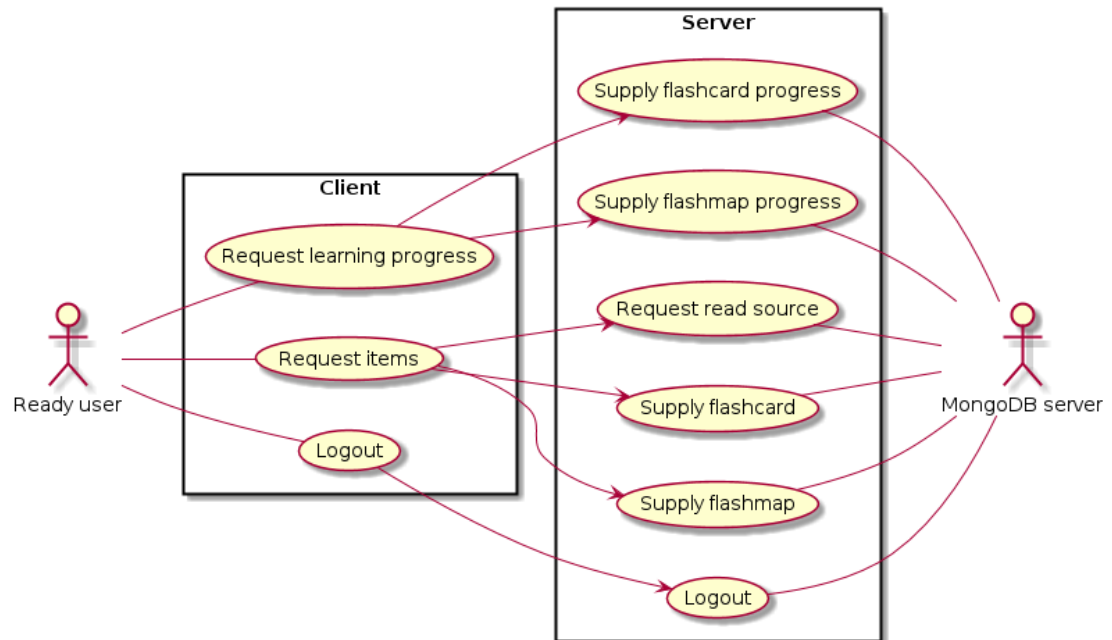 Server
Supply flashcard progress
Client
Supply flashmap progress
Request learning progress
Request read source
Request items
Ready user
MongoDB server
Supply flashcard
Logout
Supply flashmap
Logout